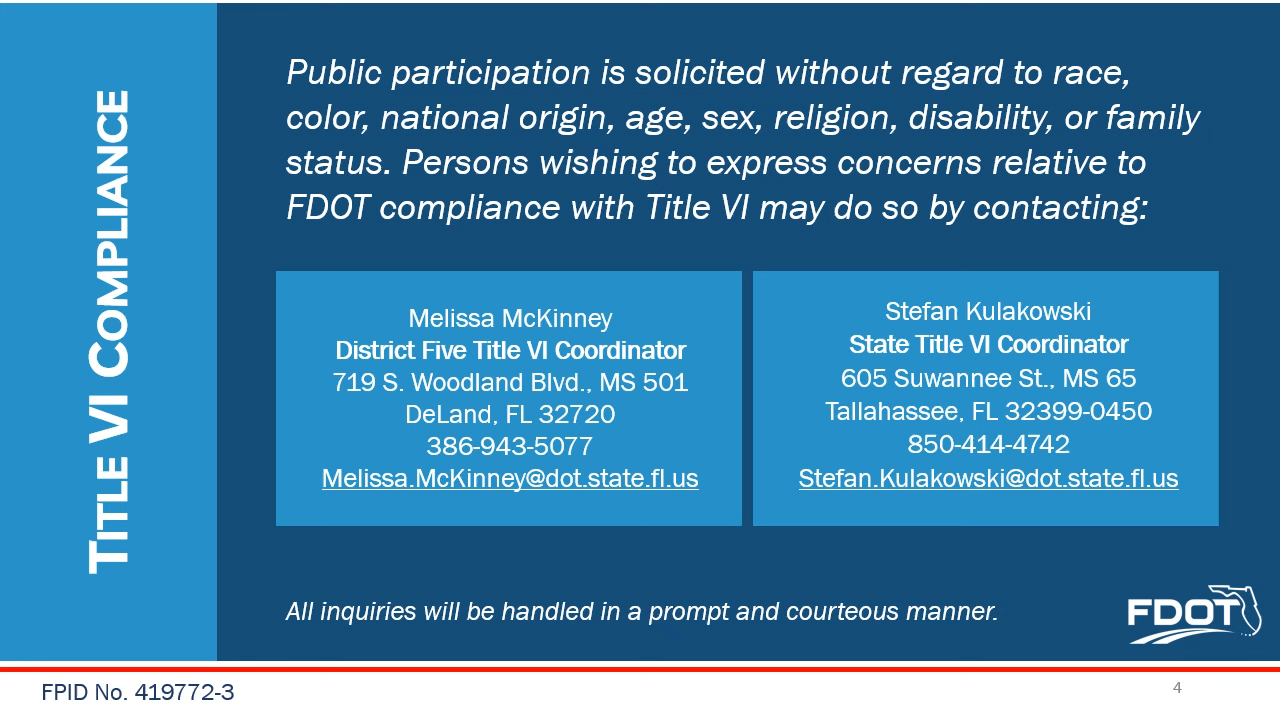 TITLE VI COMPLIANCE
Public participation is solicited without regard to race,
color, national origin, age, sex, religion, disability, or family
status. Persons wishing to express concerns relative to
FDOT compliance with Title VI may do so by contacting:
Melissa McKinney
District Five Title VI Coordinator
719 S. Woodland Blvd., MS 501
DeLand, FL 32720
386-943-5077
Melissa.McKinney@dot.state.fl.us
Stefan Kulakowski
State Title VI Coordinator
605 Suwannee St., MS 65
Tallahassee, FL 32399-0450
850-414-4742
Stefan.Kulakowski@dot.state.fl.us
All inquiries will be handled in a prompt and courteous manner.
FDOT
FPID No. 419772-3
4